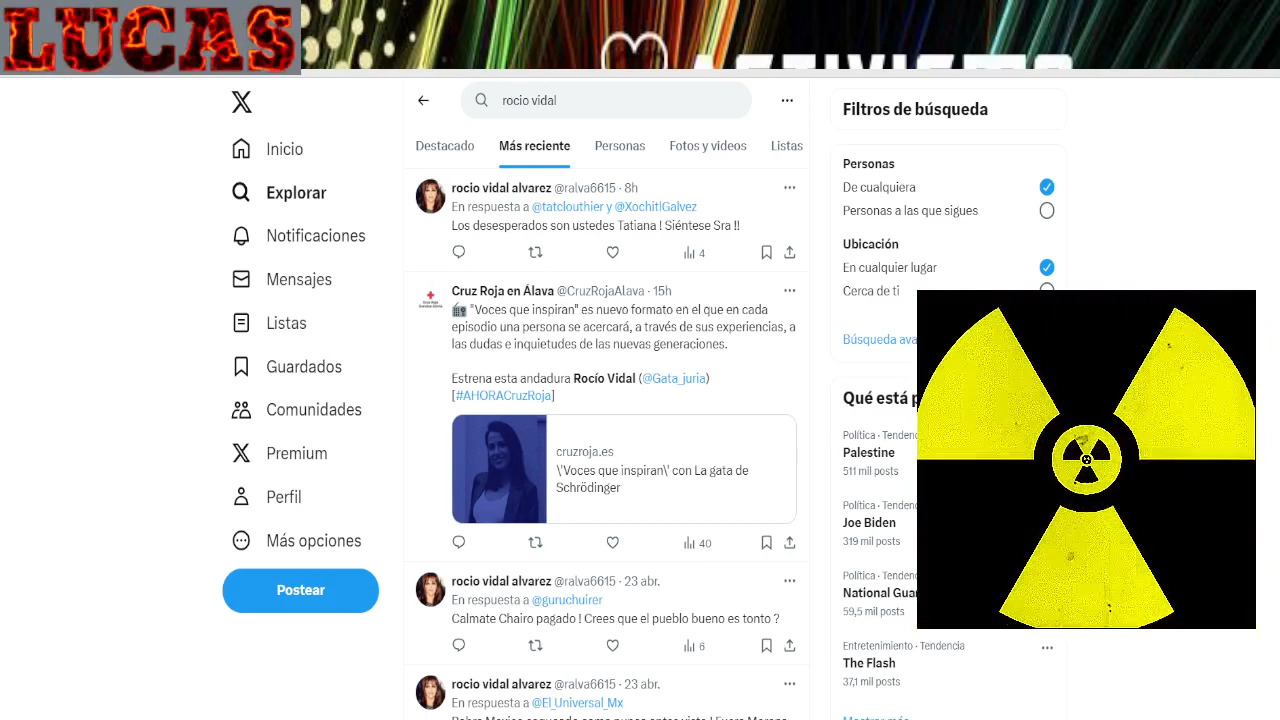 LUCAS
ACTIVISMO
X
Inicio
Explorar
Notificaciones
Mensajes
Listas
Guardados
Comunidades
Premium
Perfil
Más opciones
Postear
rocio vidal
Destacado
Más reciente
Personas
Fotos y videos
Listas
rocio vidal alvarez @ralva6615 · 8h
En respuesta a @tatclouthier y @XochitlGalvez
Los desesperados son ustedes Tatiana ! Siéntese Sra !!
4
Cruz Roja en Álava @CruzRojaAlava · 15h
"Voces que inspiran" es nuevo formato en el que en cada
episodio una persona se acercará, a través de sus experiencias, a
las dudas e inquietudes de las nuevas generaciones.
Estrena esta andadura Rocío Vidal (@Gata_juria)
[#AHORACruzRoja]
cruzroja.es
\'Voces que inspiran\' con La gata de
Schrödinger
40
rocio vidal alvarez @ralva6615 · 23 abr.
En respuesta a @guruchuirer
Calmate Chairo pagado ! Crees que el pueblo bueno es tonto ?
6
rocio vidal alvarez @ralva6615 · 23 abr.
En respuesta a @El_Universal_Mx
Filtros de búsqueda
Personas
De cualquiera
Personas a las que sigues
Ubicación
En cualquier lugar
Cerca de ti
Búsqueda ava
Qué está p
Política · Tendenc
Palestine
511 mil posts
Política · Tendenc
Joe Biden
319 mil posts
Política · Tendenc
National Gua
59,5 mil posts
Entretenimiento · Tendencia
The Flash
37,1 mil posts